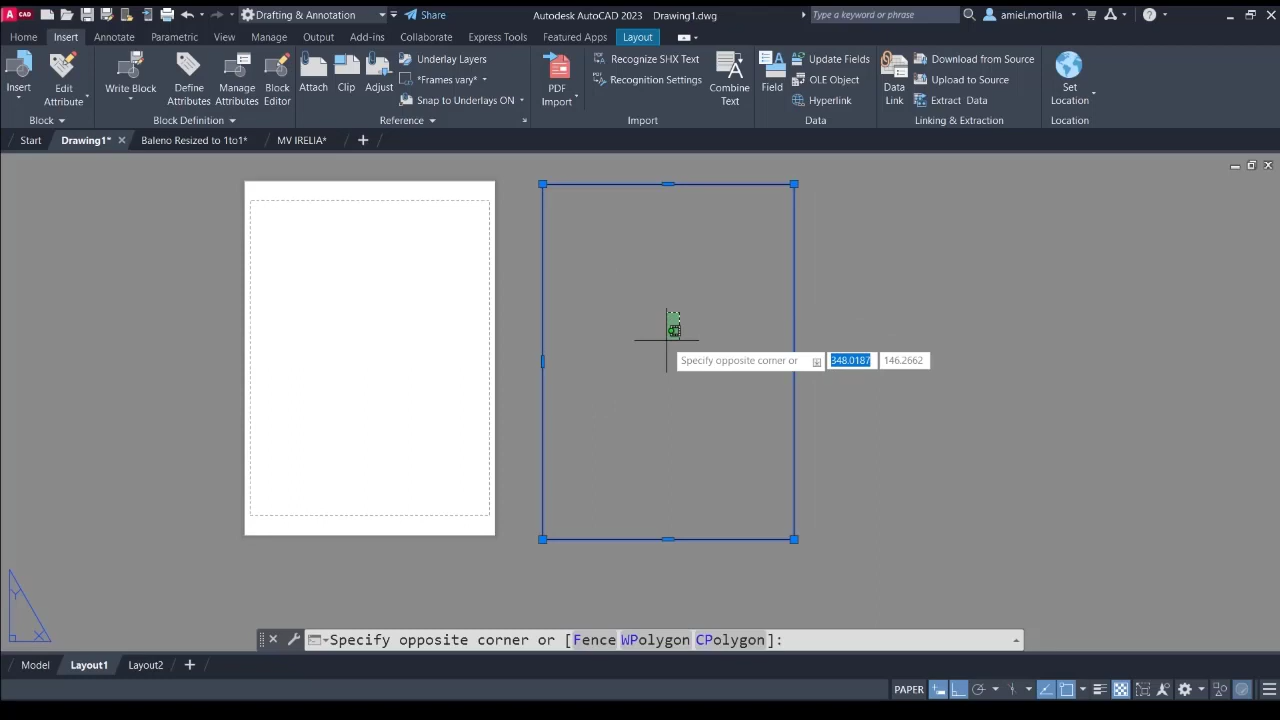 A CAD
Drafting & Annotation
Share
Autodesk AutoCAD 2023 Drawing1.dwg
Type a keyword or phrase
amiel.mortilla
Home Insert Annotate Parametric View Manage Output Add-ins Collaborate Express Tools Featured Apps Layout
Insert
Edit Attribute
Write Block
Define Attributes
Manage Attributes
Block Editor
Attach
Clip
Adjust
Underlay Layers
*Frames vary*
Snap to Underlays ON
PDF Import
Recognize SHX Text
Recognition Settings
Combine Text
Field
Update Fields
OLE Object
Hyperlink
Data Link
Download from Source
Upload to Source
Extract Data
Set Location
Block
Block Definition
Reference
Import
Data
Linking & Extraction
Location
Start
Drawing1*
Baleno Resized to 1to1*
MV IRELIA*
Specify opposite corner or 348.0187 146.2662
Y
X
Specify opposite corner or [Fence WPolygon CPolygon]:
Model Layout1 Layout2
PAPER